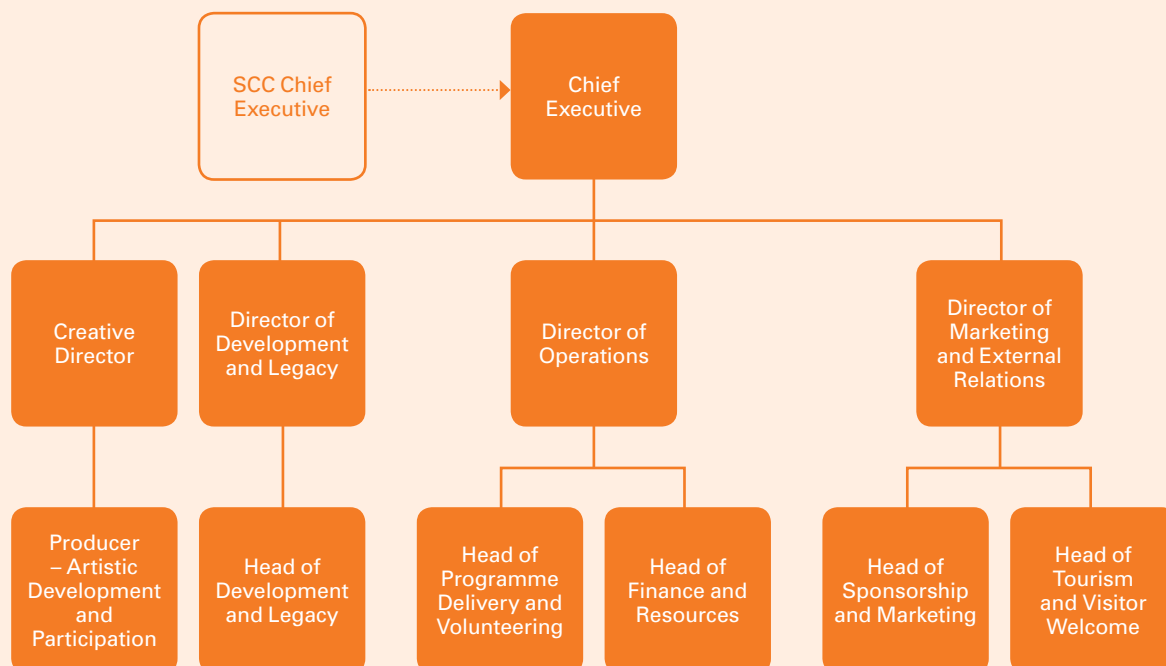 SCC Chief
Executive
Chief
Executive
Creative
Director
Director of
Development
and Legacy
Director of
Operations
Director of
Marketing
and External
Relations
Producer
– Artistic
Development
and
Participation
Head of
Development
and Legacy
Head of
Programme
Delivery and
Volunteering
Head of
Finance and
Resources
Head of
Sponsorship
and Marketing
Head of
Tourism
and Visitor
Welcome